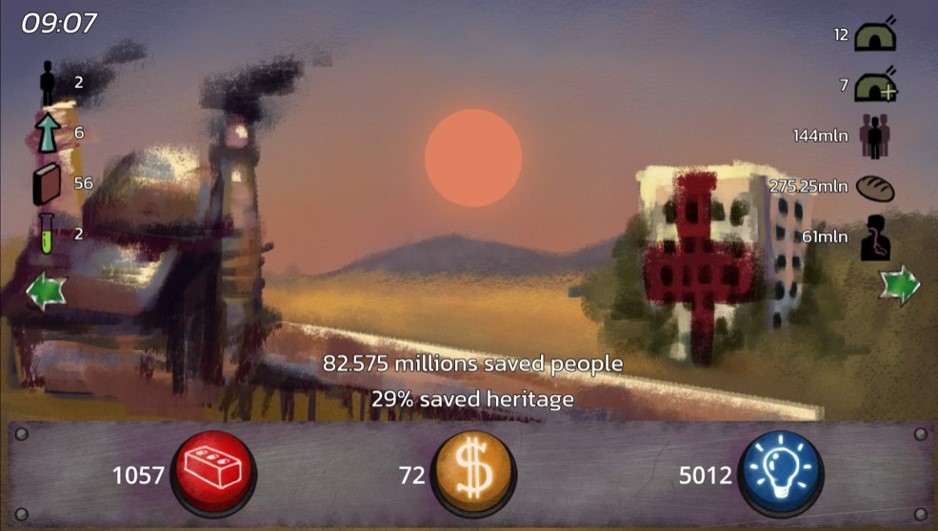 09:07
2
6
56
2
12
7
144mln
275.25mln
61mln
82.575 millions saved people
29% saved heritage
1057
$
72
5012